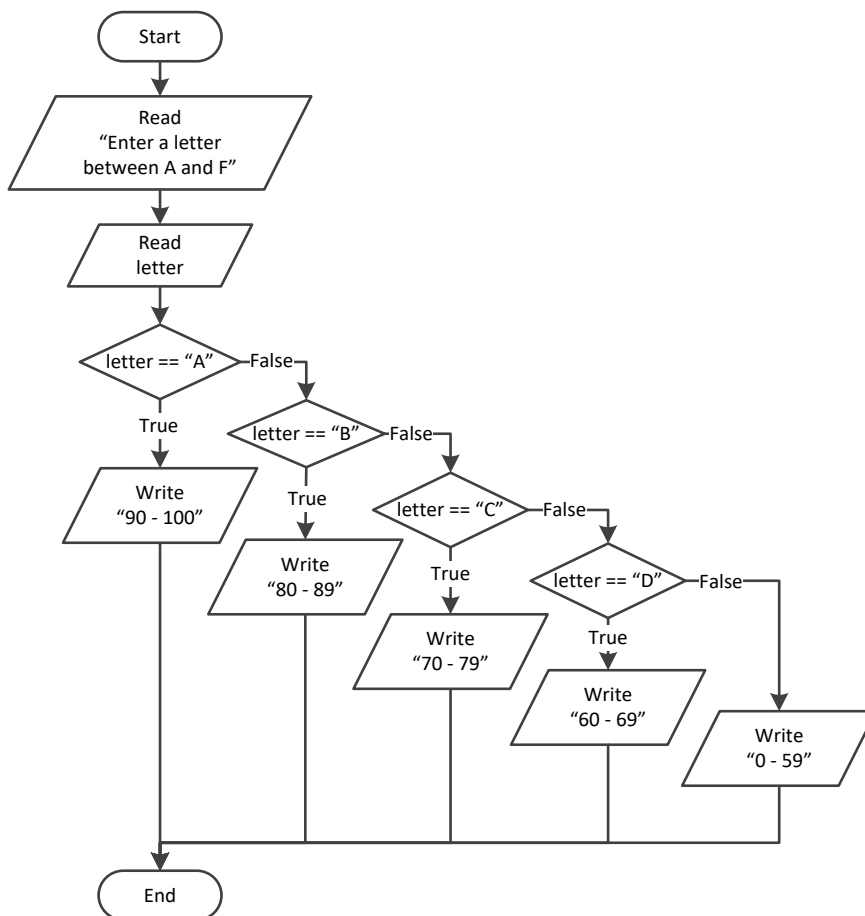 Start
Read
“Enter a letter
between A and F”
Read
letter
letter == “A”
False
True
letter == “B”
False
Write
“90 - 100”
True
letter == “C”
False
Write
“80 - 89”
True
letter == “D”
False
Write
“70 - 79”
True
Write
“60 - 69”
Write
“0 - 59”
End